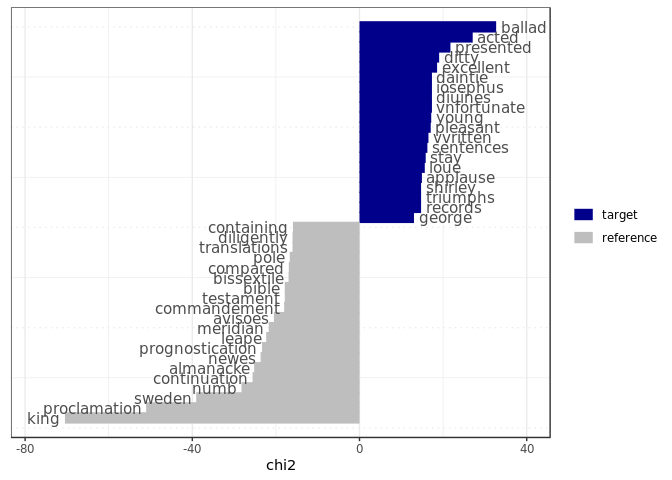 ballad
acted
presented
ditty
excellent
daintie
iosephus
diuines
vnfortunate
young
pleasant
vvritten
sentences
stay
loue
applause
shirley
triumphs
records
george
containing
diligently
translations
pole
compared
bissextile
bible
testament
commandement
avisoes
meridian
leape
prognostication
newes
almanacke
continuation
numb
sweden
proclamation
king
target
reference
-80 -40 0 40
chi2